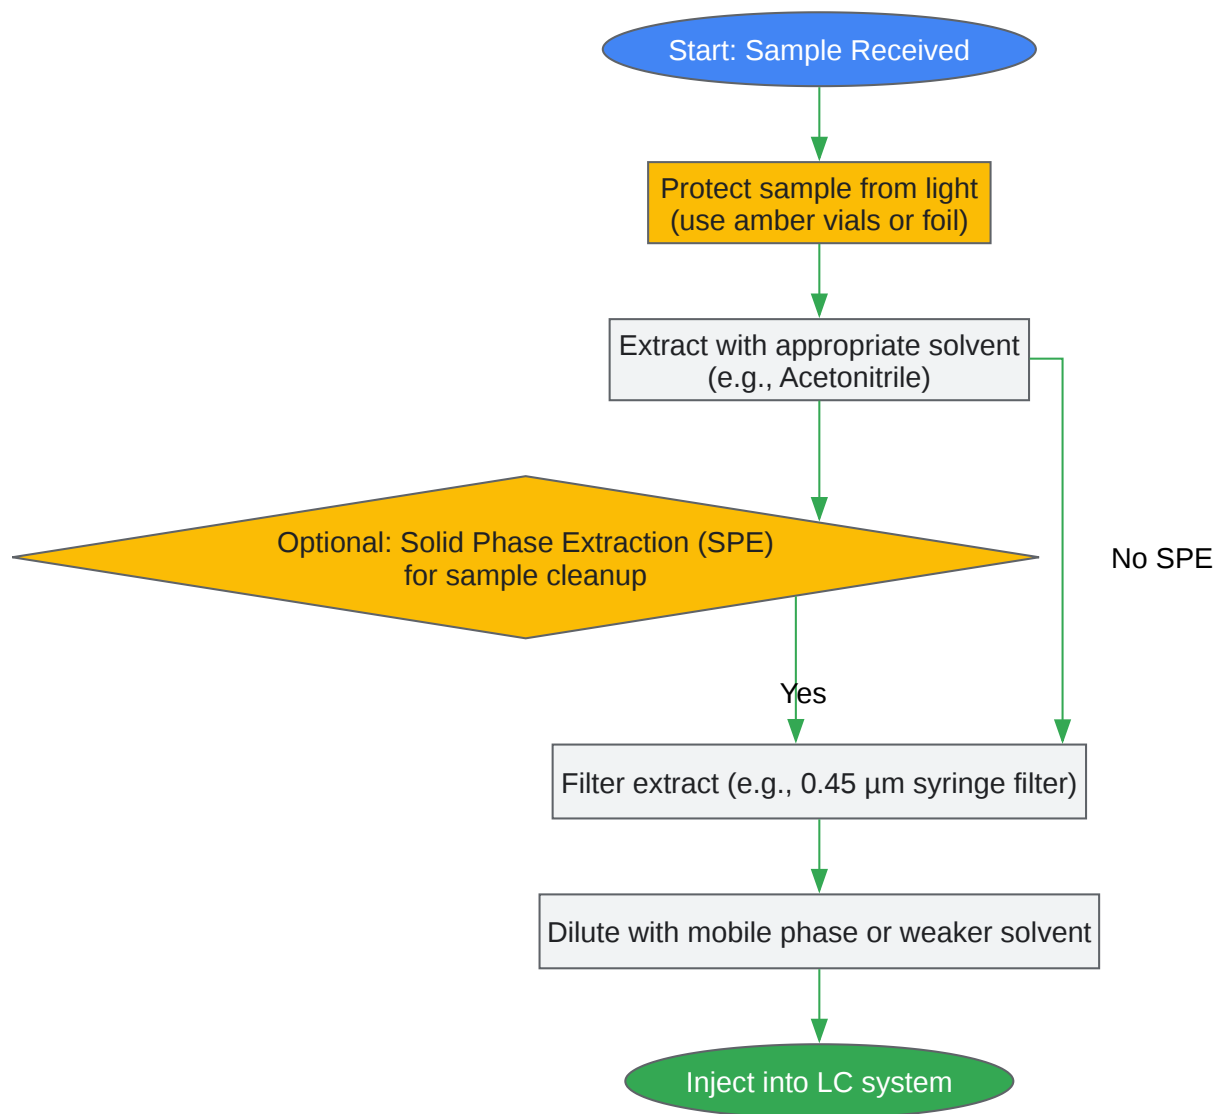 Start: Sample Received
Protect sample from light
(use amber vials or foil)
Extract with appropriate solvent
(e.g., Acetonitrile)
Optional: Solid Phase Extraction (SPE)
for sample cleanup
No SPE
Yes
Filter extract (e.g., 0.45 µm syringe filter)
Dilute with mobile phase or weaker solvent
Inject into LC system